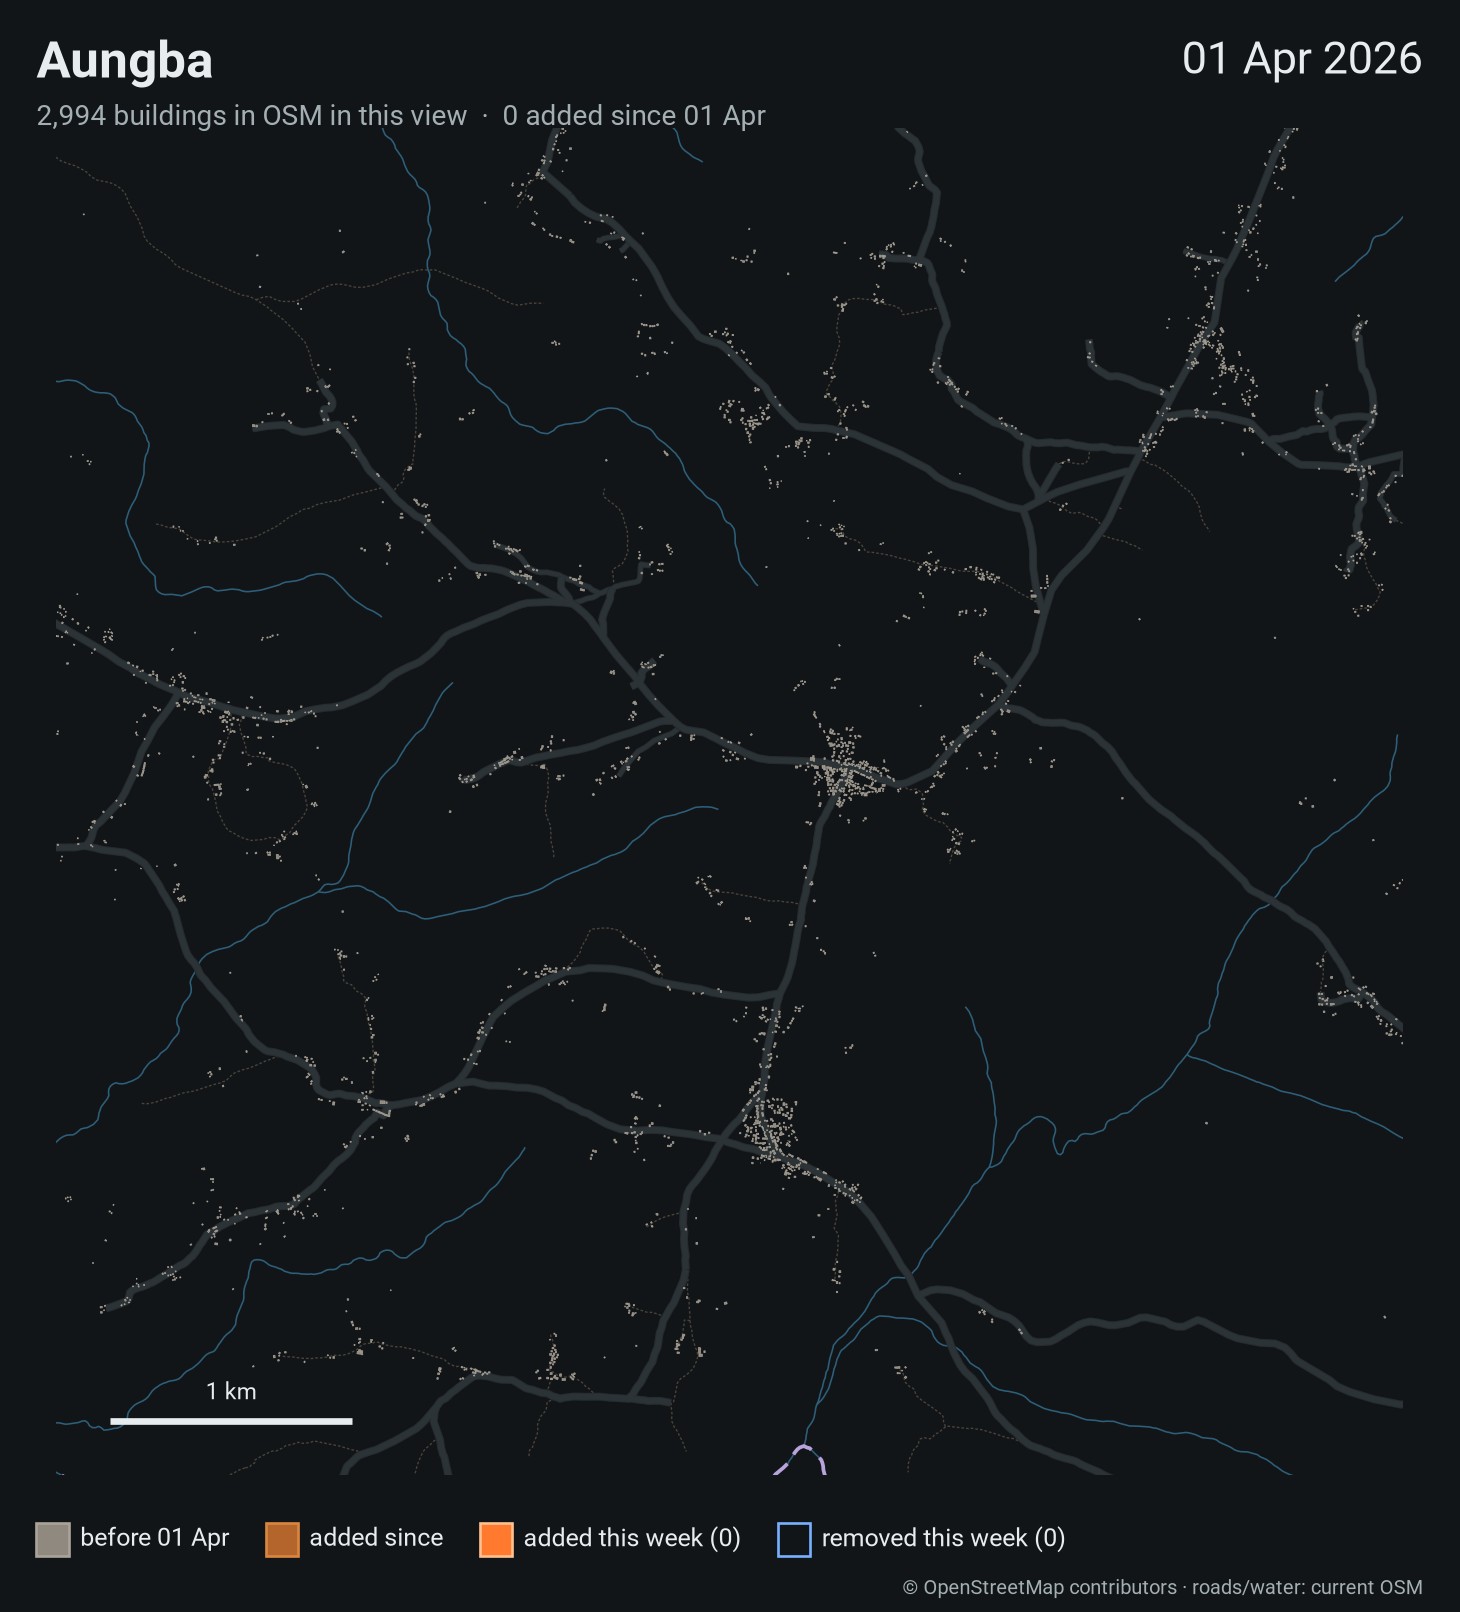 Aungba
01 Apr 2026
2,994 buildings in OSM in this view · 0 added since 01 Apr
1 km
before 01 Apr
added since
added this week (0)
removed this week (0)
© OpenStreetMap contributors · roads/water: current OSM